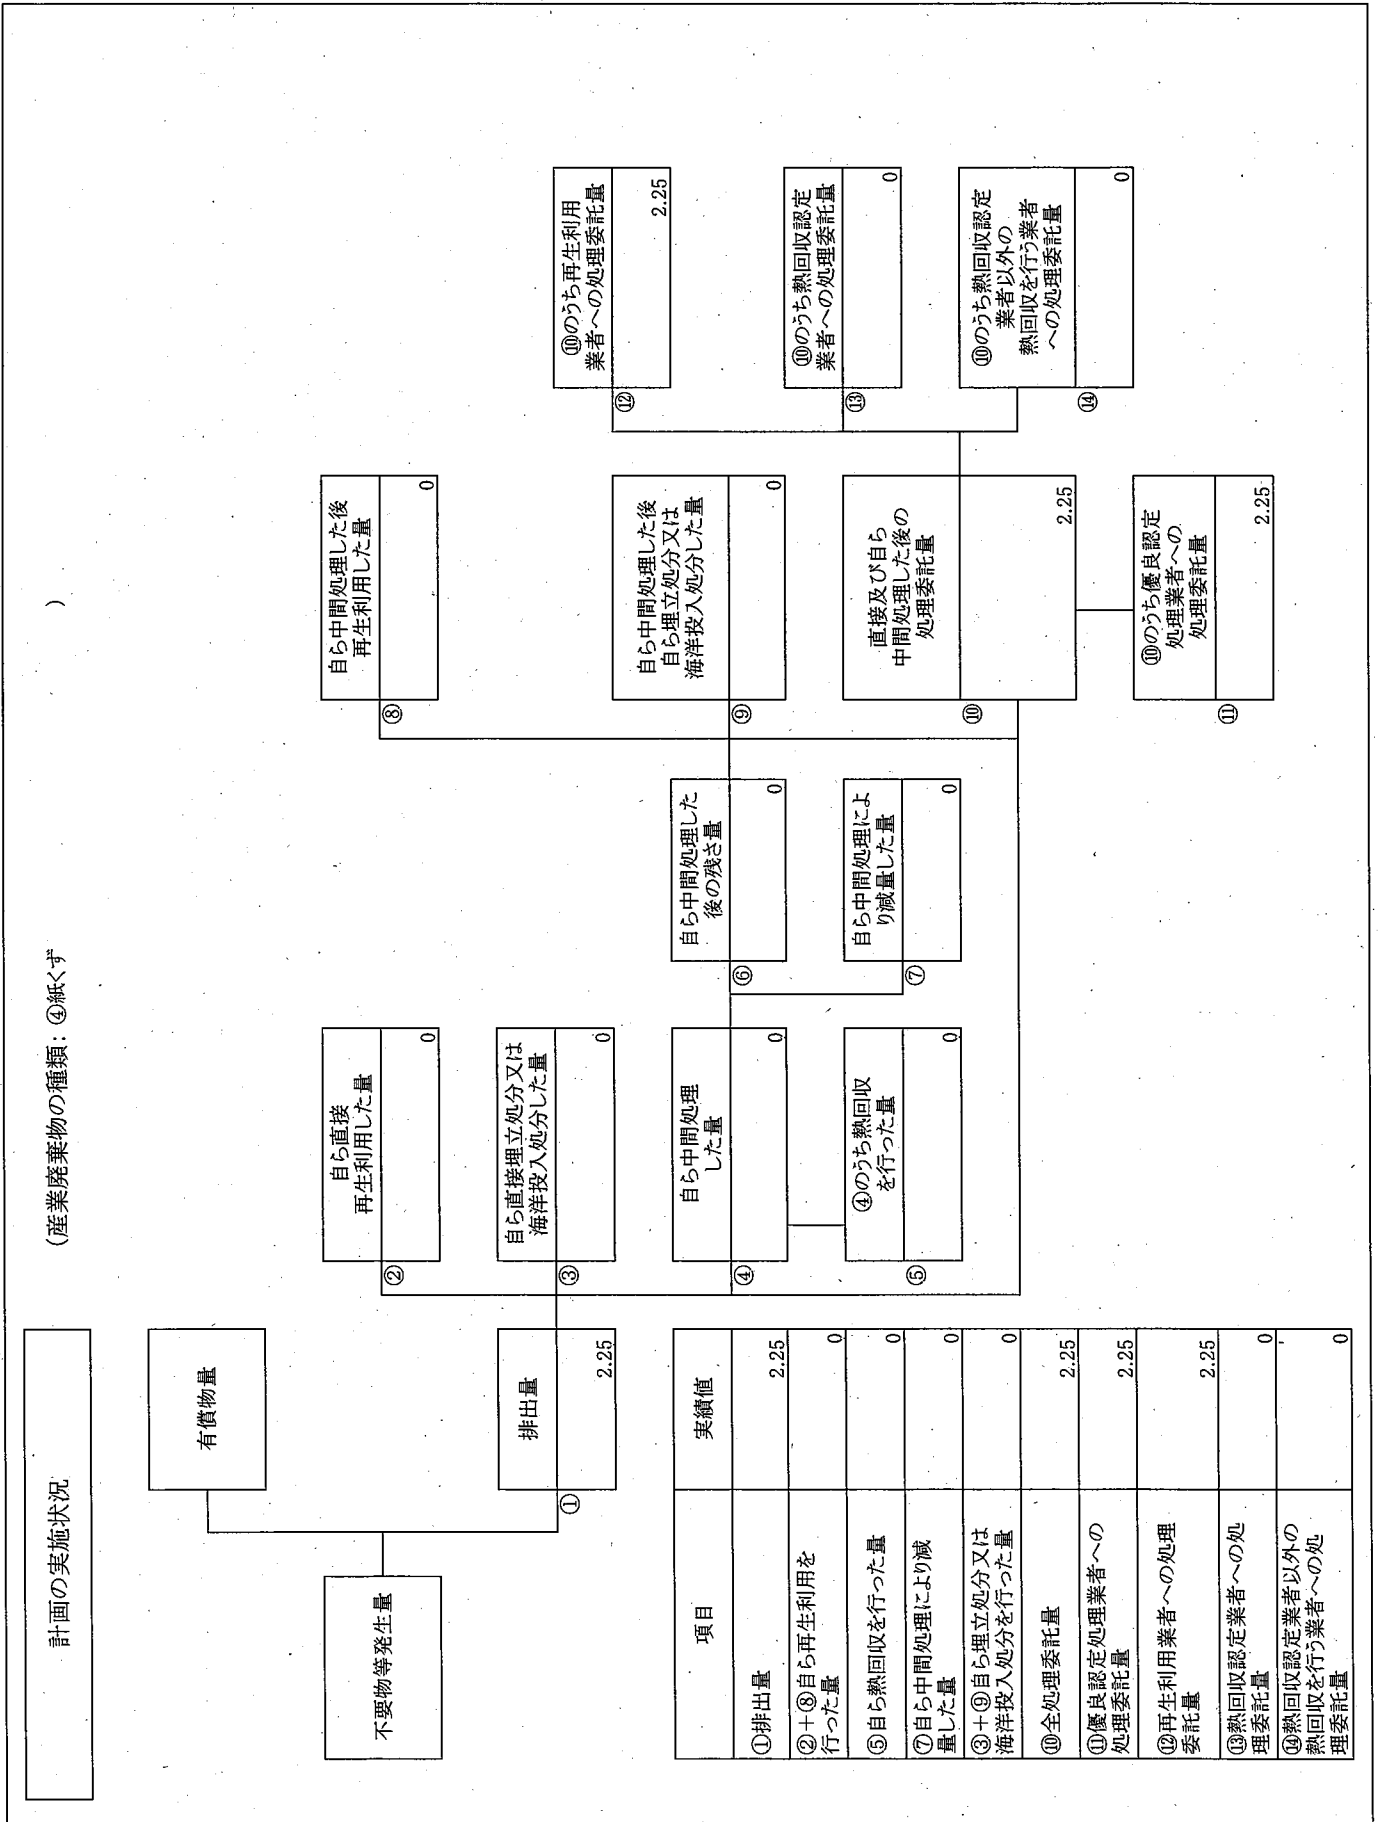 計画の実施状況
(産業廃棄物の種類: ④紙くず )
不要物等発生量
有償物量
①
排出量
2.25
②
自ら直接
再生利用した量
0
③
自ら直接埋立処分又は
海洋投入処分した量
0
④
自ら中間処理
した量
0
⑤
④のうち熱回収
を行った量
0
⑥
自ら中間処理した
後の残さ量
0
⑦
自ら中間処理によ
り減量した量
0
⑧
自ら中間処理した後
再生利用した量
0
⑨
自ら中間処理した後
自ら埋立処分又は
海洋投入処分した量
0
⑩
直接及び自ら
中間処理した後の
処理委託量
2.25
⑪
⑩のうち優良認定
処理業者への
処理委託量
2.25
⑫
⑩のうち再生利用
業者への処理委託量
2.25
⑬
⑩のうち熱回収認定
業者への処理委託量
0
⑭
⑩のうち熱回収認定
業者以外の
熱回収を行う業者
への処理委託量
0
項目 実績値
①排出量 2.25
②+⑧自ら再生利用を
行った量 0
⑤自ら熱回収を行った量 0
⑦自ら中間処理により減
量した量 0
③+⑨自ら埋立処分又は
海洋投入処分を行った量 0
⑩全処理委託量 2.25
⑪優良認定処理業者への
処理委託量 2.25
⑫再生利用業者への処理
委託量 2.25
⑬熱回収認定業者への処
理委託量 0
⑭熱回収認定業者以外の
熱回収を行う業者への処
理委託量 0